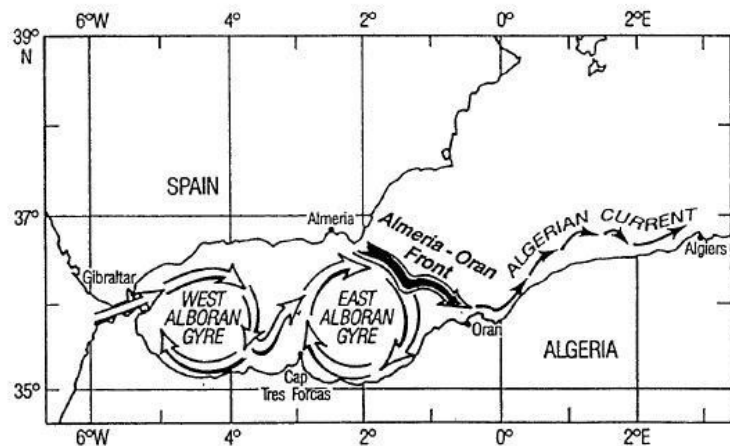 6°W 4° 2° 0° 2°E
39°
N
SPAIN
37°
Almeria
Almeria - Oran
Front
ALGERIAN CURRENT
Algiers
Gibraltar
WEST
ALBORAN
GYRE
EAST
ALBORAN
GYRE
Oran
ALGERIA
Cap
Tres Forcas
35°
6°W 4° 2° 0° 2°E